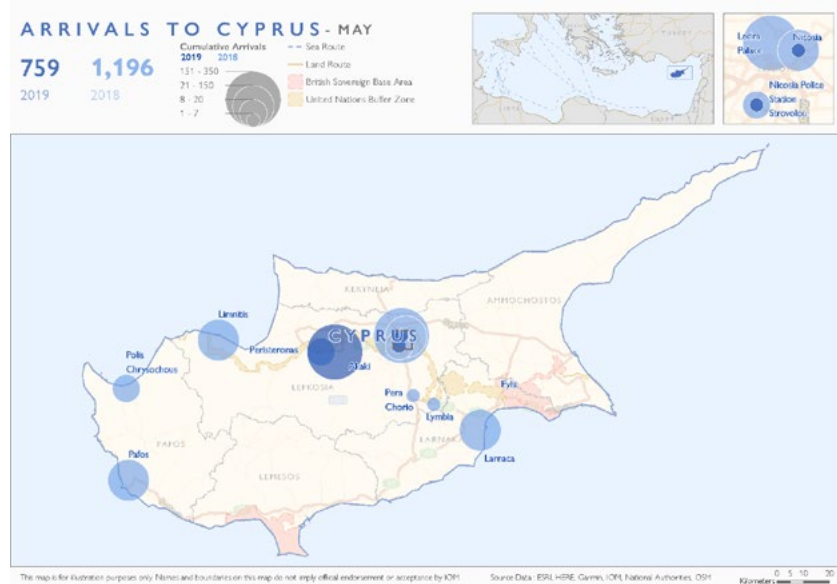 ARRIVALS TO CYPRUS - MAY
759
2019
1,196
2018
Cumulative Arrivals
2019 2018
151 - 350
21 - 150
8 - 20
1 - 7
Sea Route
Land Route
British Sovereign Base Area
United Nations Buffer Zone
TURKEY
EGYPT
Ledra
Palace
Nicosia
Nicosia Police
Station
Strovolou
KERYNEIA
AMMOCHOSTOS
Limnitis
CYPRUS
Peristeronas
Polis
Chrysochous
LEFKOSIA
Pera
Chorio
Lymbia
PAFOS
LARNAKA
Larnaca
Pafos
LEMESOS
This map is for illustration purposes only. Names and boundaries on this map do not imply official endorsement or acceptance by IOM
Source Data : ESRI, HERE, Garmin, IOM, National Authorities, OSM
0 5 10 20
Kilometers